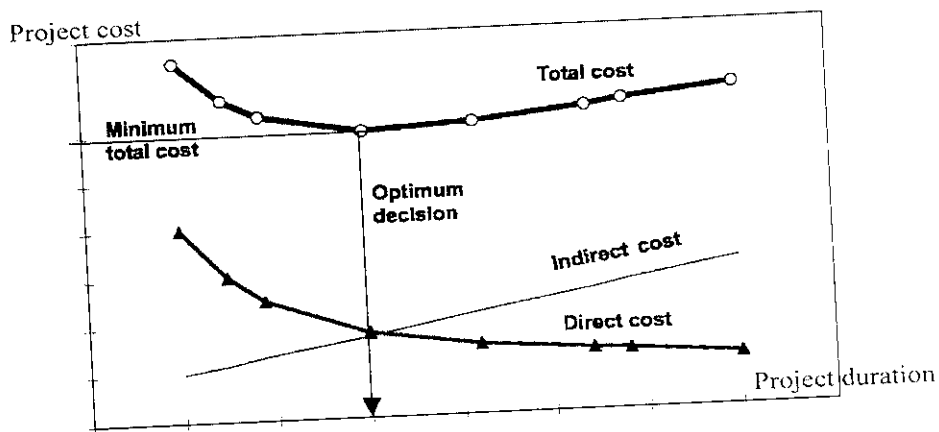 Project cost
Total cost
Minimum
total cost
Optimum
decision
Indirect cost
Direct cost
Project duration